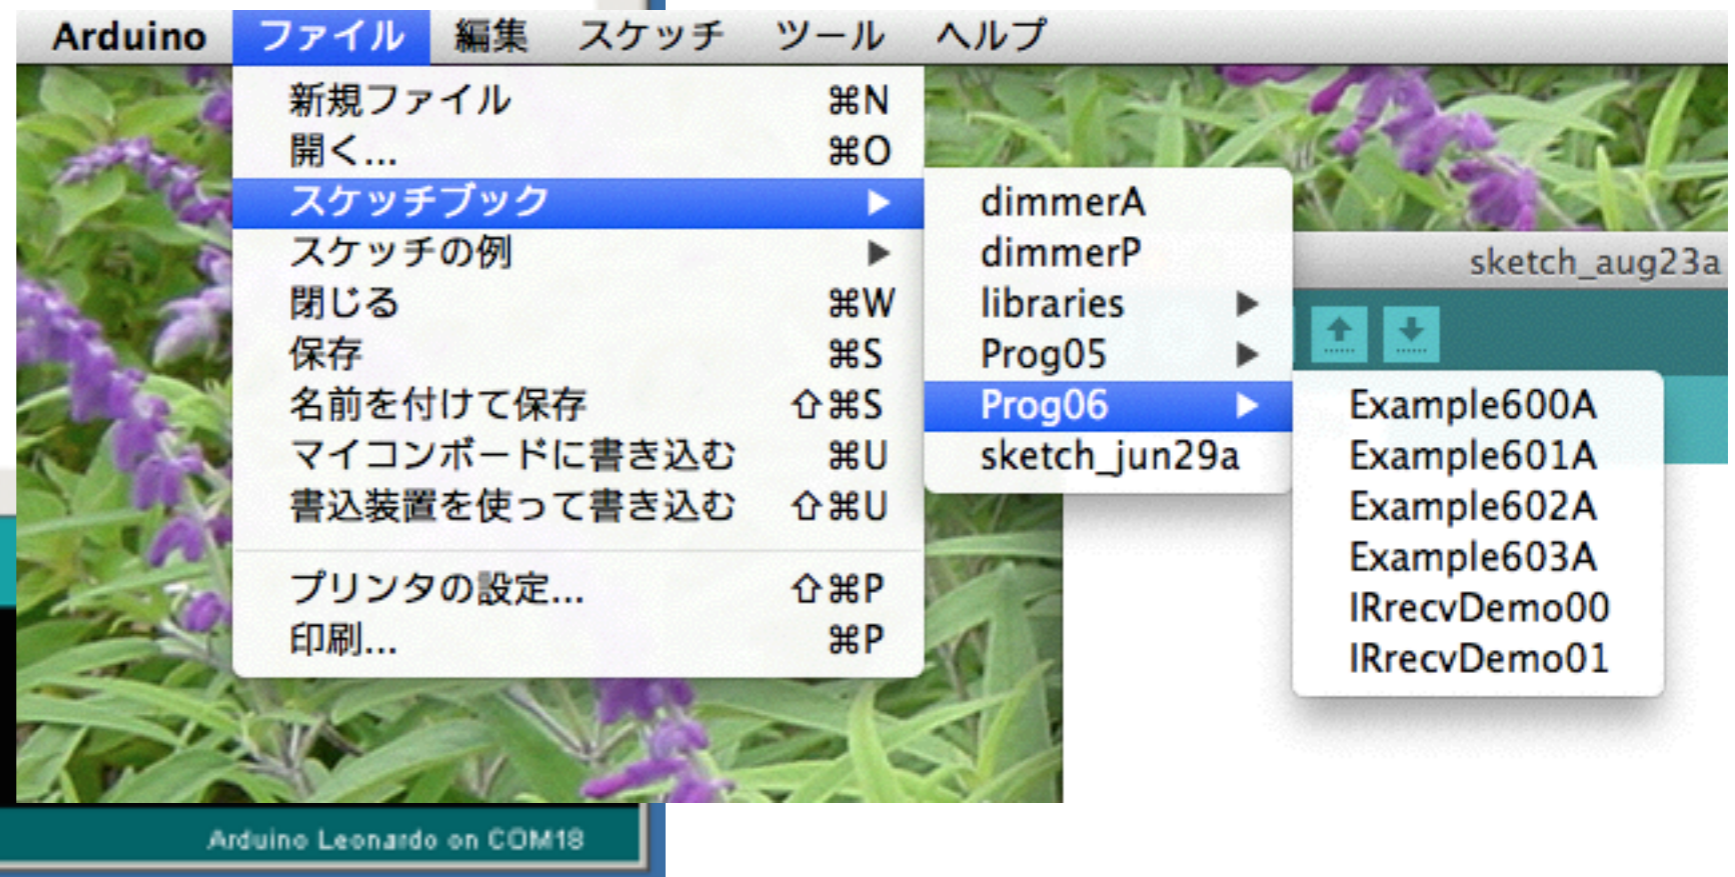 Arduino ファイル 編集 スケッチ ツール ヘルプ
新規ファイル ⌘N
開く... ⌘O
スケッチブック ▶
スケッチの例 ▶
閉じる ⌘W
保存 ⌘S
名前を付けて保存 ⇧⌘S
マイコンボードに書き込む ⌘U
書込装置を使って書き込む ⇧⌘U
プリンタの設定... ⇧⌘P
印刷... ⌘P
dimmerA
dimmerP
libraries ▶
Prog05 ▶
Prog06 ▶
sketch_jun29a
sketch_aug23a
Example600A
Example601A
Example602A
Example603A
IRrecvDemo00
IRrecvDemo01
Arduino Leonardo on COM18